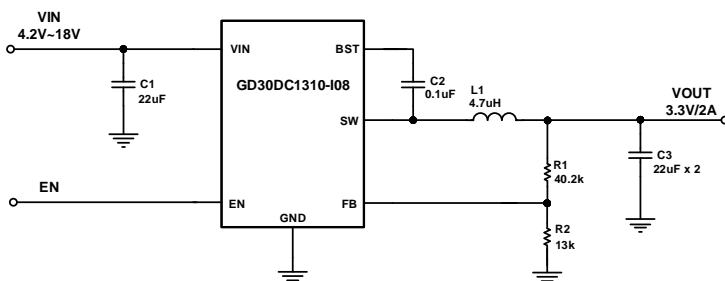 VIN
4.2V~18V
VIN
BST
C1
22uF
GD30DC1310-I08
C2
0.1uF
L1
4.7uH
SW
VOUT
3.3V/2A
R1
40.2k
C3
22uF x 2
EN
EN
FB
GND
R2
13k